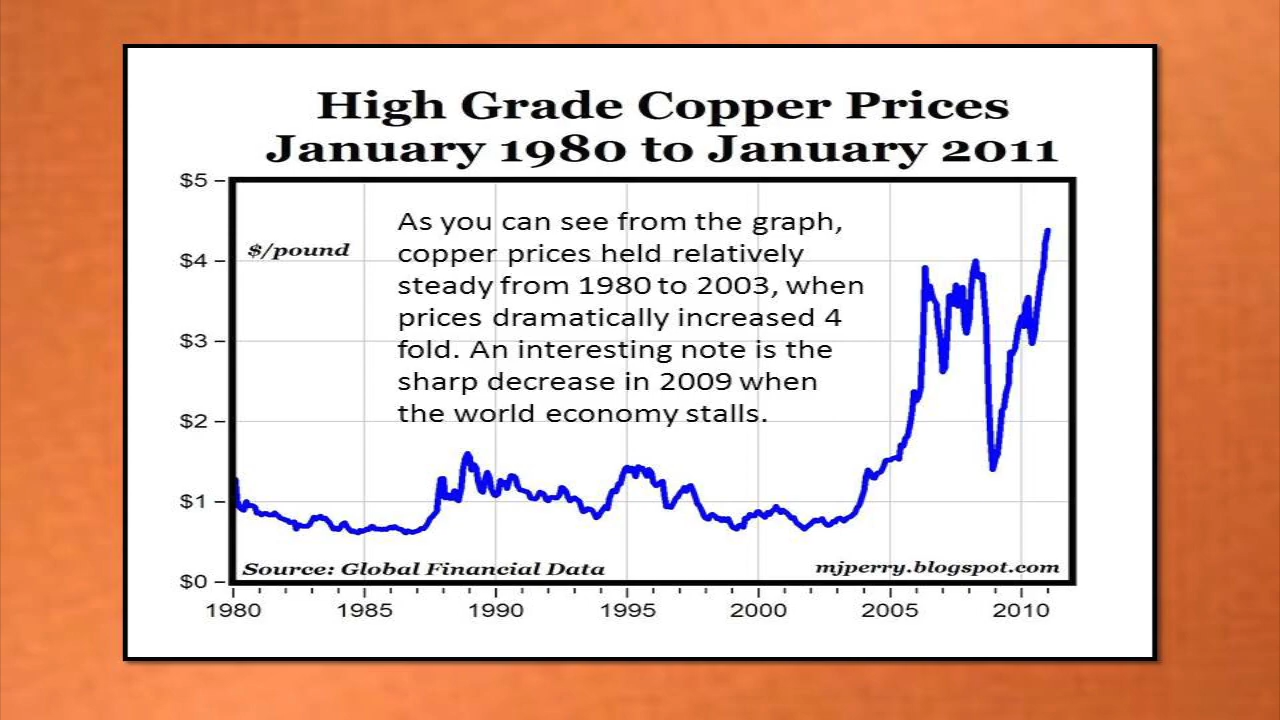 High Grade Copper Prices
January 1980 to January 2011
$5
$/pound
As you can see from the graph,
copper prices held relatively
steady from 1980 to 2003, when
prices dramatically increased 4
fold. An interesting note is the
sharp decrease in 2009 when
the world economy stalls.
$4
$3
$2
$1
$0
Source: Global Financial Data
mjperry.blogspot.com
1980 1985 1990 1995 2000 2005 2010